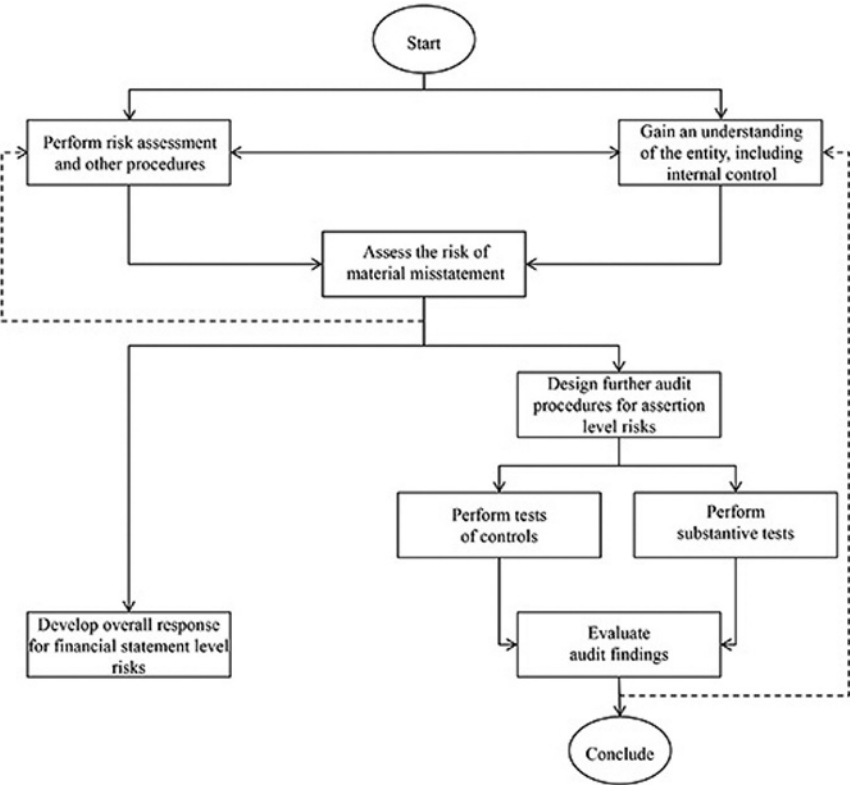 Start
Perform risk assessment
and other procedures
Gain an understanding
of the entity, including
internal control
Assess the risk of
material misstatement
Design further audit
procedures for assertion
level risks
Perform tests
of controls
Perform
substantive tests
Develop overall response
for financial statement level
risks
Evaluate
audit findings
Conclude